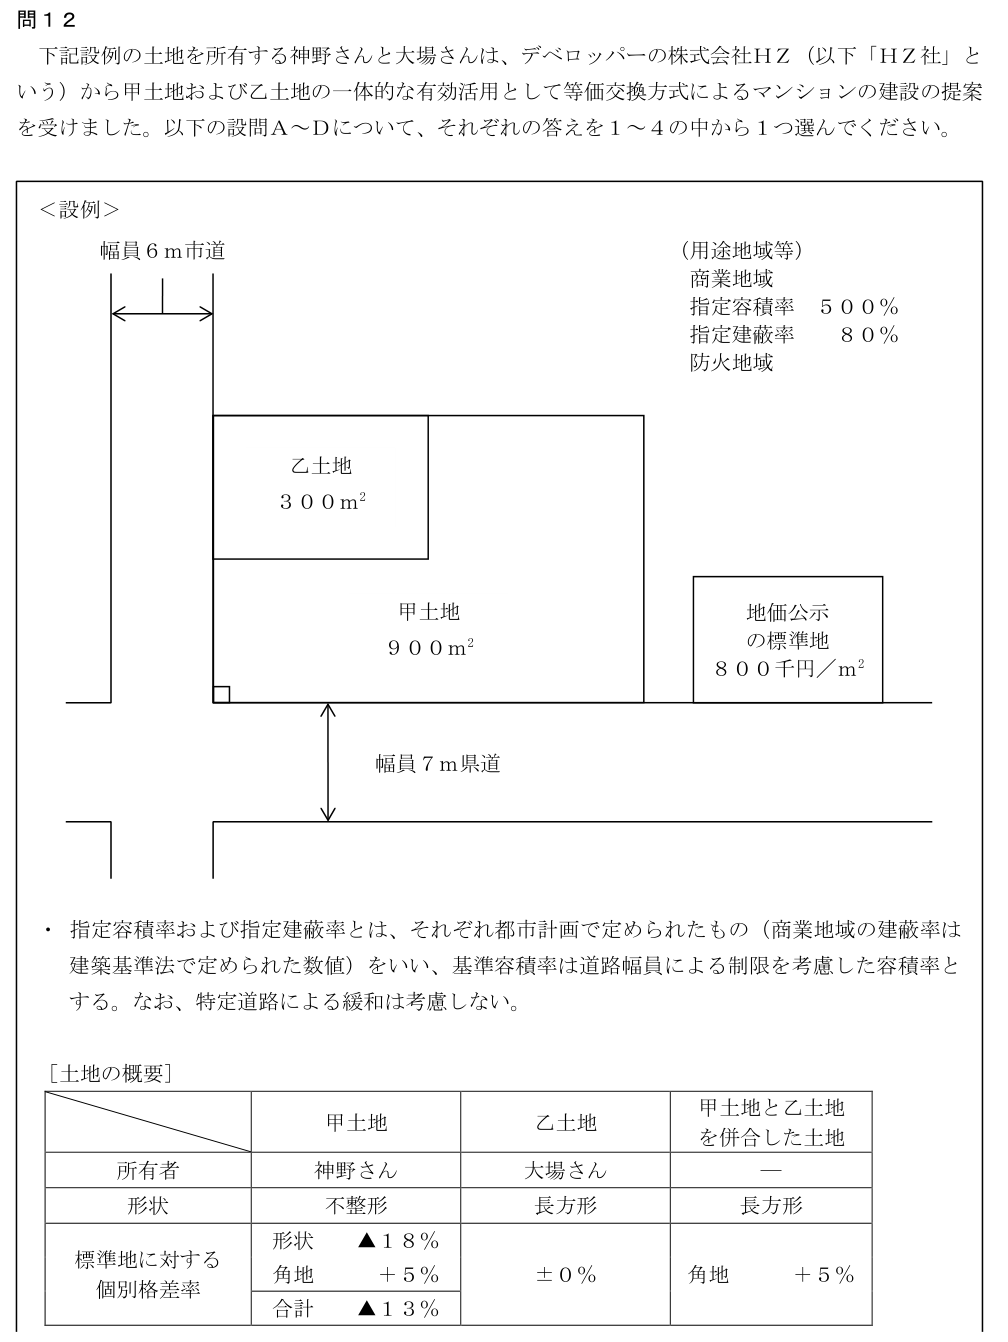 問１２
下記設例の土地を所有する神野さんと大場さんは、デベロッパーの株式会社ＨＺ（以下「ＨＺ社」と
いう）から甲土地および乙土地の一体的な有効活用として等価交換方式によるマンションの建設の提案
を受けました。以下の設問Ａ～Ｄについて、それぞれの答えを１～４の中から１つ選んでください。
＜設例＞
幅員６ｍ市道
（用途地域等）
商業地域
指定容積率　５００％
指定建蔽率　８０％
防火地域
乙土地
３００m²
甲土地
９００m²
地価公示
の標準地
８００千円／m²
幅員７ｍ県道
・ 指定容積率および指定建蔽率とは、それぞれ都市計画で定められたもの（商業地域の建蔽率は
建築基準法で定められた数値）をいい、基準容積率は道路幅員による制限を考慮した容積率と
する。なお、特定道路による緩和は考慮しない。
［土地の概要］
甲土地　乙土地　甲土地と乙土地
を併合した土地
所有者　神野さん　大場さん　―
形状　不整形　長方形　長方形
標準地に対する
個別格差率
形状　▲１８％
角地　＋５％
合計　▲１３％
±０％
角地　＋５％